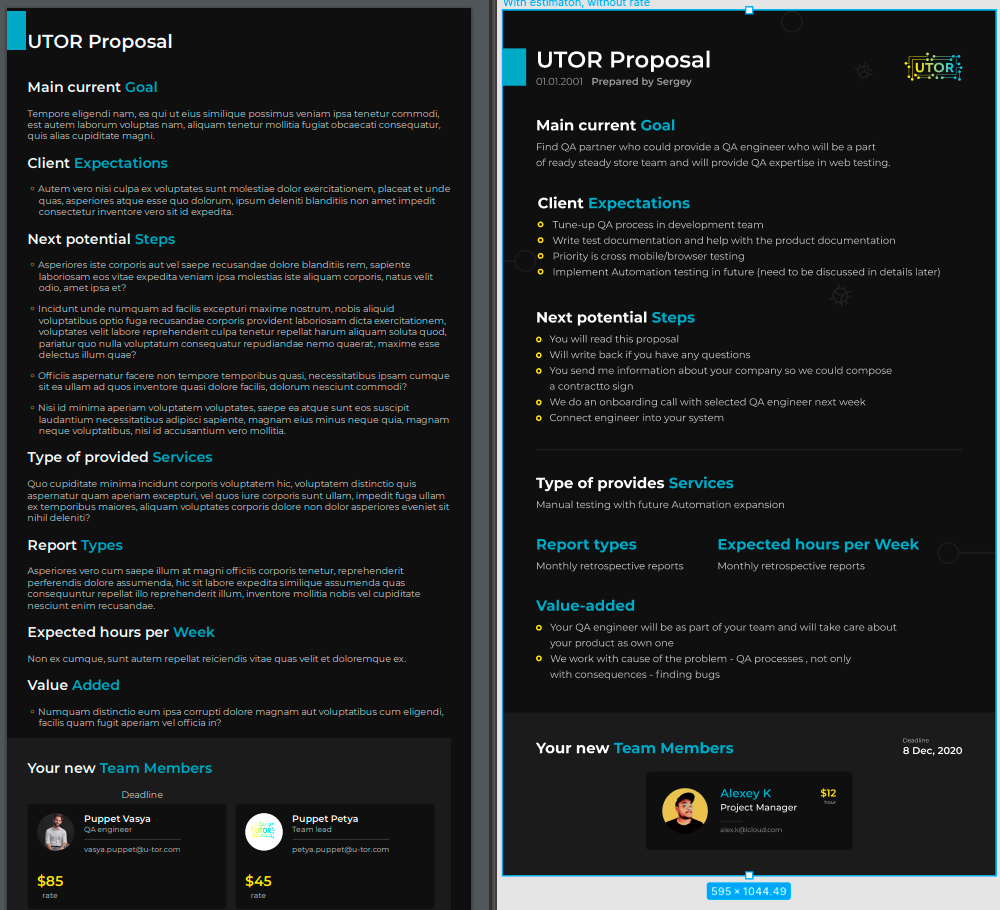 UTOR Proposal
Main current Goal
Tempore eligendi nam, ea qui ut eius similique possimus veniam ipsa tenetur commodi,
est autem laborum voluptas nam, aliquam tenetur mollitia fugiat obcaecati consequatur,
quis alias cupiditate magni.
Client Expectations
Autem vero nisi culpa ex voluptates sunt molestiae dolor exercitationem, placeat et unde
quas, asperiores atque esse quo dolorum, ipsum deleniti blanditiis non amet impedit
consectetur inventore vero sit id expedita.
Next potential Steps
Asperiores iste corporis aut vel saepe recusandae dolore blanditiis rem, sapiente
laboriosam eos vitae expedita veniam ipsa molestias iste aliquam corporis, natus velit
odio, amet ipsa et?
Incidunt unde numquam ad facilis excepturi maxime nostrum, nobis aliquid
voluptatibus optio fuga recusandae corporis provident laboriosam dicta exercitationem,
voluptates velit labore reprehenderit culpa tenetur repellat harum aliquam soluta quod,
pariatur quo nulla voluptatum consequatur repudiandae nemo quaerat, maxime esse
delectus illum quae?
Officiis aspernatur facere non tempore temporibus quasi, necessitatibus ipsam cumque
sit ea ullam ad quos inventore quasi dolore facilis, dolorum nesciunt commodi?
Nisi id minima aperiam voluptatem voluptates, saepe ea atque sunt eos suscipit
laudantium necessitatibus adipisci sapiente, magnam eius minus neque quia, magnam
neque voluptatibus, nisi id accusantium vero mollitia.
Type of provided Services
Quo cupiditate minima incidunt corporis voluptatem hic, voluptatem distinctio quis
aspernatur quam aperiam excepturi, vel quos iure corporis sunt ullam, impedit fuga ullam
ex temporibus maiores, aliquam voluptates corporis dolore non dolor asperiores eveniet sit
nihil deleniti?
Report Types
Asperiores vero cum saepe illum at magni officiis corporis tenetur, reprehenderit
perferendis dolore assumenda, hic sit labore expedita similique assumenda quas
consequuntur repellat illo reprehenderit illum, inventore mollitia nobis vel cupiditate
nesciunt enim recusandae.
Expected hours per Week
Non ex cumque, sunt autem repellat reiciendis vitae quas velit et doloremque ex.
Value Added
Numquam distinctio eum ipsa corrupti dolore magnam aut voluptatibus cum eligendi,
facilis quam fugit aperiam vel officia in?
Your new Team Members
Deadline
Puppet Vasya
QA engineer
vasya.puppet@u-tor.com
$85
rate
UTOR
Puppet Petya
Team lead
petya.puppet@u-tor.com
$45
rate
With estimaton, without rate
UTOR Proposal
01.01.2001 Prepared by Sergey
UTOR
Main current Goal
Find QA partner who could provide a QA engineer who will be a part
of ready steady store team and will provide QA expertise in web testing.
Client Expectations
Tune-up QA process in development team
Write test documentation and help with the product documentation
Priority is cross mobile/browser testing
Implement Automation testing in future (need to be discussed in details later)
Next potential Steps
You will read this proposal
Will write back if you have any questions
You send me information about your company so we could compose
a contractto sign
We do an onboarding call with selected QA engineer next week
Connect engineer into your system
Type of provides Services
Manual testing with future Automation expansion
Report types
Monthly retrospective reports
Expected hours per Week
Monthly retrospective reports
Value-added
Your QA engineer will be as part of your team and will take care about
your product as own one
We work with cause of the problem - QA processes , not only
with consequences - finding bugs
Your new Team Members
Deadline
8 Dec, 2020
Alexey K
Project Manager
alex.k@icloud.com
$12
hour
595 × 1044.49